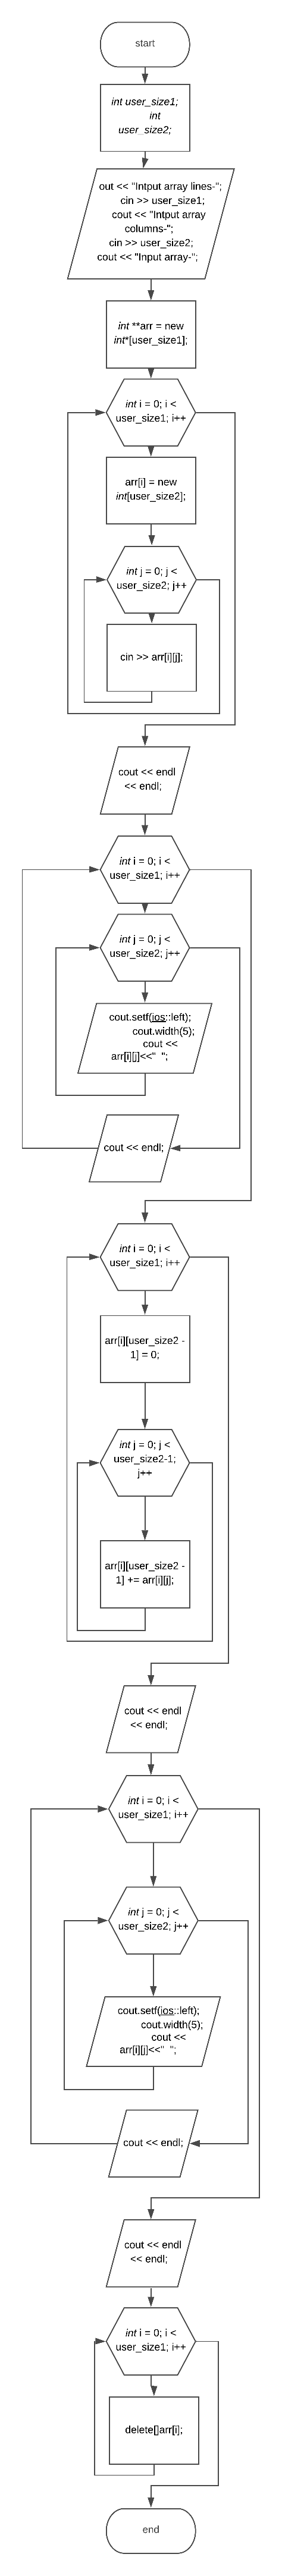 start
int user_size1;
int
user_size2;
out << "Intput array lines-";
cin >> user_size1;
cout << "Intput array
columns-";
cin >> user_size2;
cout << "Input array-";
int **arr = new
int*[user_size1];
int i = 0; i <
user_size1; i++
arr[i] = new
int[user_size2];
int j = 0; j <
user_size2; j++
cin >> arr[i][j];
cout << endl
<< endl;
int i = 0; i <
user_size1; i++
int j = 0; j <
user_size2; j++
cout.setf(ios::left);
cout.width(5);
cout <<
arr[i][j]<<"  ";
cout << endl;
int i = 0; i <
user_size1; i++
arr[i][user_size2 -
1] = 0;
int j = 0; j <
user_size2-1;
j++
arr[i][user_size2 -
1] += arr[i][j];
cout << endl
<< endl;
int i = 0; i <
user_size1; i++
int j = 0; j <
user_size2; j++
cout.setf(ios::left);
cout.width(5);
cout <<
arr[i][j]<<"  ";
cout << endl;
cout << endl
<< endl;
int i = 0; i <
user_size1; i++
delete[]arr[i];
end